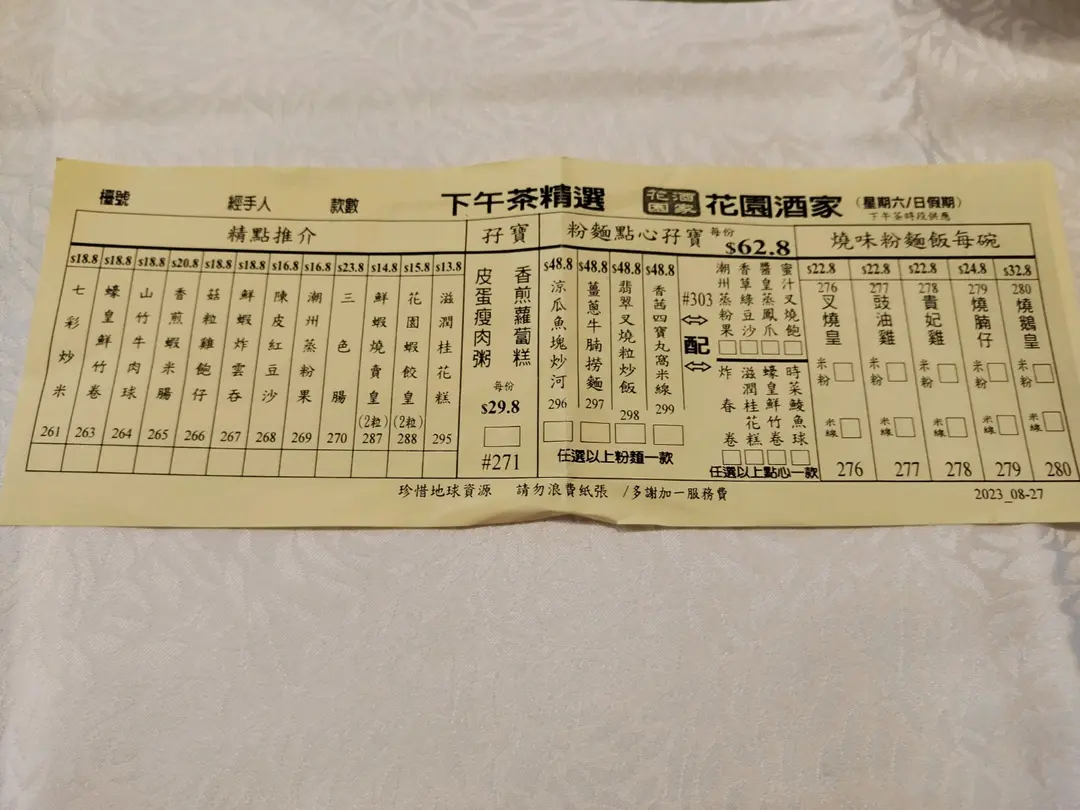 檯號 經手人 款數 下午茶精選 花園酒家 花園酒家 (星期六/日假期)
下午茶時段供應
精點推介
$18.8 七彩炒米 261
$18.8 蠔皇鮮竹卷 263
$18.8 山竹牛肉球 264
$20.8 香煎蝦米腸 265
$18.8 菇粒雞飽仔 266
$18.8 鮮蝦炸雲吞 267
$16.8 陳皮紅豆沙 268
$16.8 潮州蒸粉果 269
$23.8 三色腸 270
$14.8 鮮蝦燒賣皇 (2粒) 287
$15.8 花園蝦餃皇 (2粒) 288
$13.8 滋潤桂花糕 295
孖寶
香煎蘿蔔糕
皮蛋瘦肉粥
每份
$29.8
#271
粉麵點心孖寶 每份 $62.8
$48.8 涼瓜魚塊炒河 296
$48.8 薑蔥牛腩撈麵 297
$48.8 翡翠叉燒粒炒飯 298
$48.8 香茜四寶丸窩米線 299
任選以上粉麵一款
#303
配
蜜汁叉燒飽
醬皇蒸鳳爪
香草綠豆沙
潮州蒸粉果
時菜鯪魚球
蠔皇鮮竹卷
滋潤桂花糕
炸春卷
任選以上點心一款
燒味粉麵飯每碗
$22.8 276 叉燒皇 米粉 米線 276
$22.8 277 豉油雞 米粉 米線 277
$22.8 278 貴妃雞 米粉 米線 278
$24.8 279 燒腩仔 米粉 米線 279
$32.8 280 燒鵝皇 米粉 米線 280
珍惜地球資源 請勿浪費紙張 /多謝加一服務費
2023_08-27